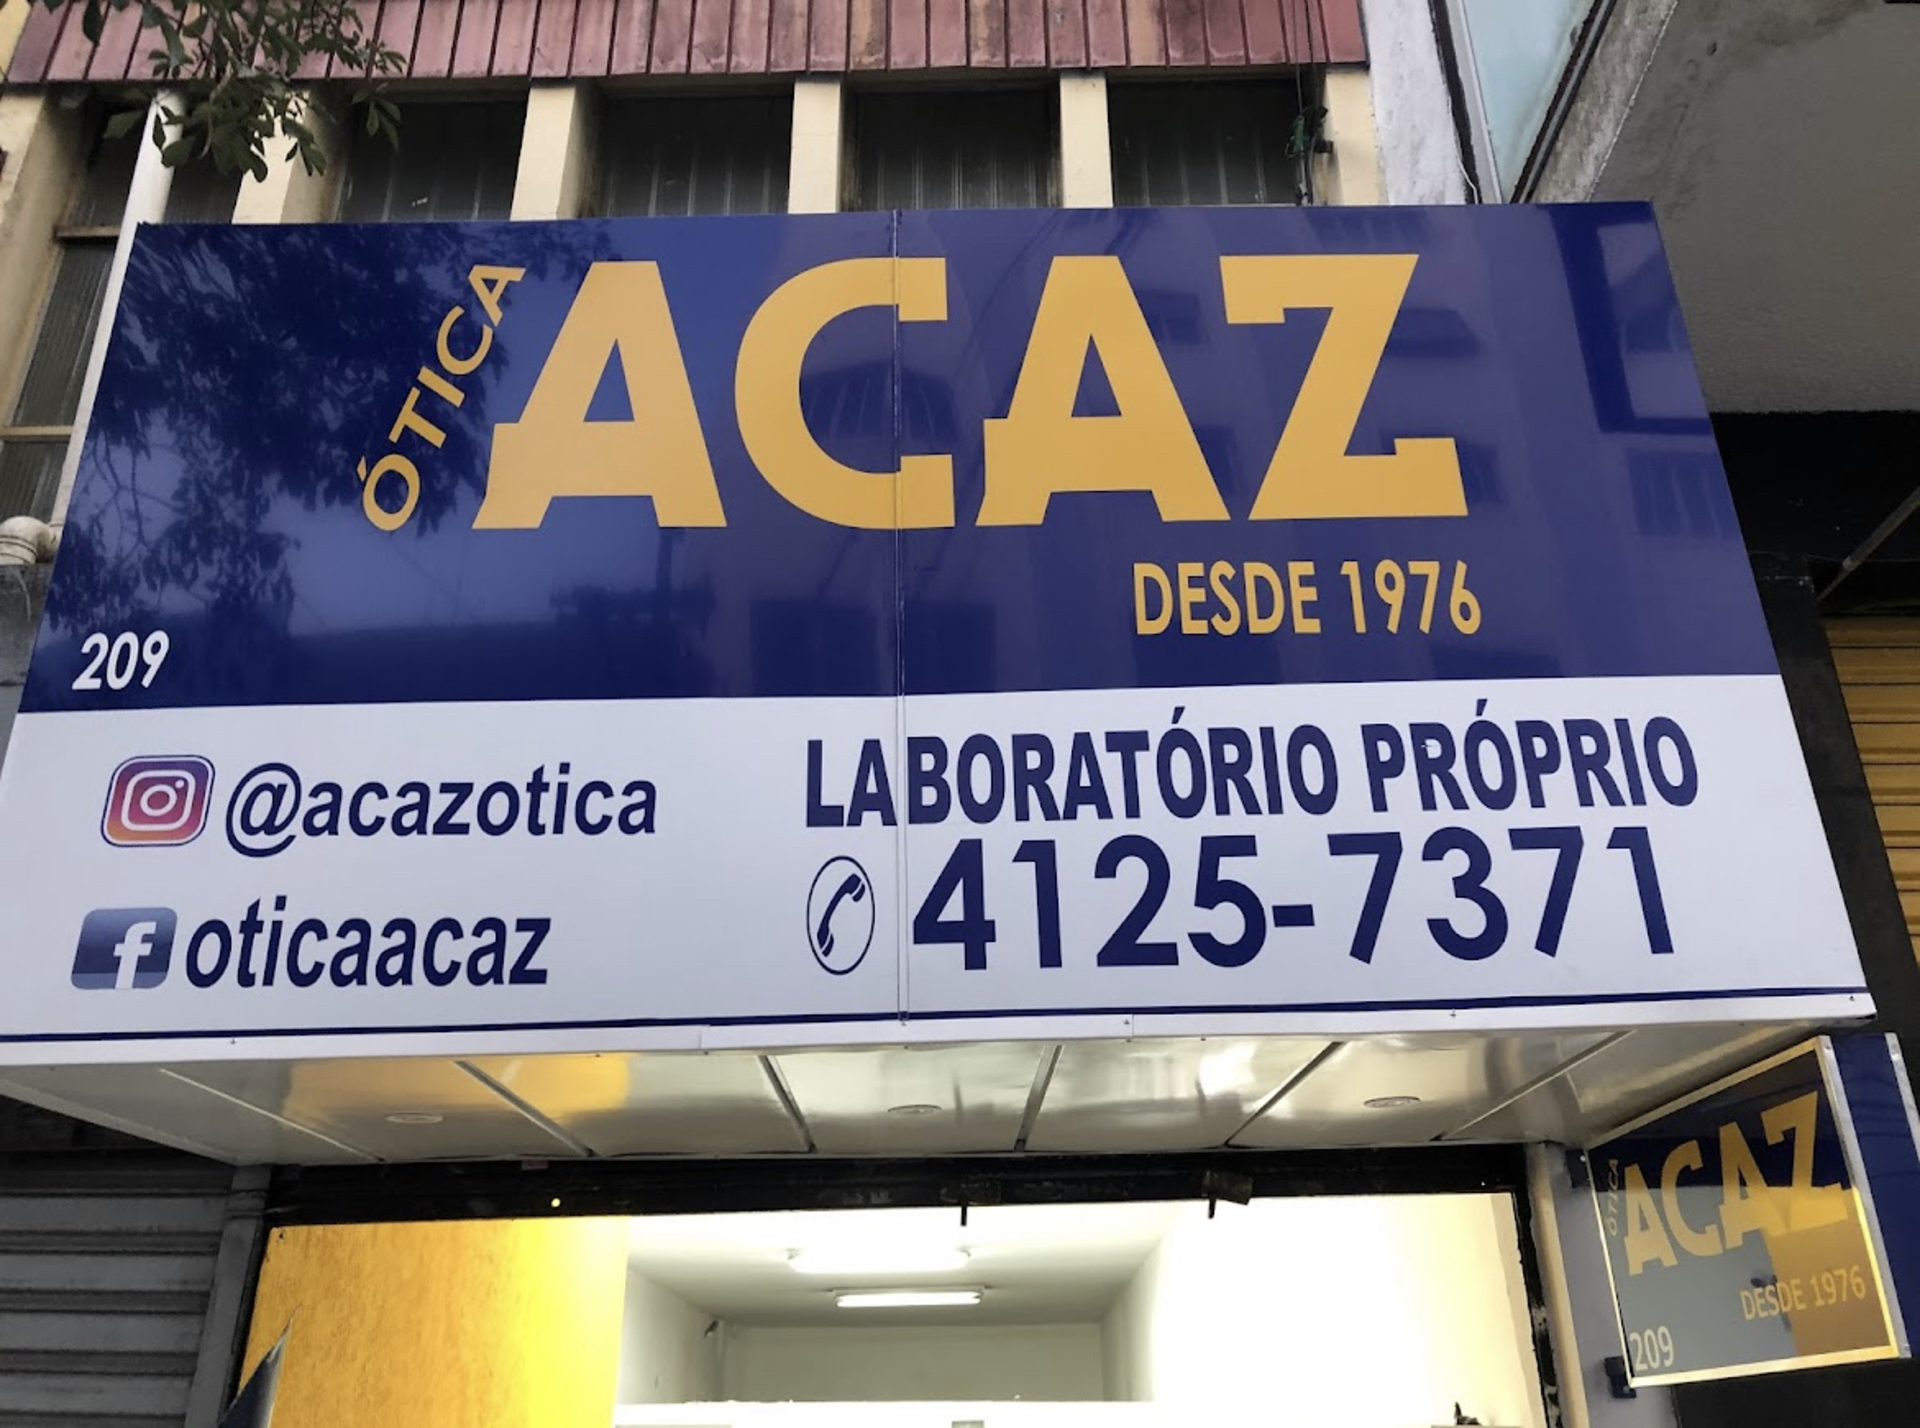 ÓTICA
ACAZ
DESDE 1976
209
@acazotica
oticaacaz
LABORATÓRIO PRÓPRIO
4125-7371
ÓTICA
ACAZ
DESDE 1976
209